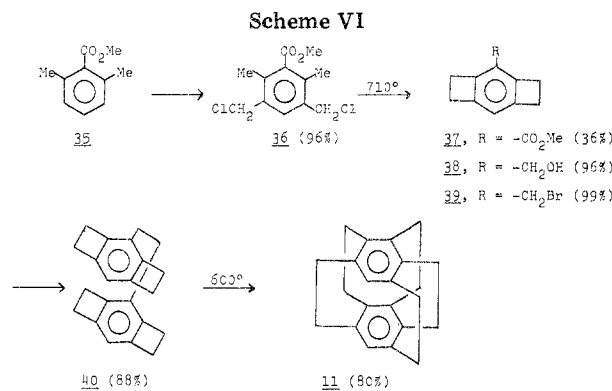 Scheme VI
CO2Me
Me
Me
35
CO2Me
Me
Me
ClCH2
CH2Cl
36 (96%)
710°
R
37, R = -CO2Me (36%)
38, R = -CH2OH (96%)
39, R = -CH2Br (99%)
40 (88%)
600°
11 (80%)